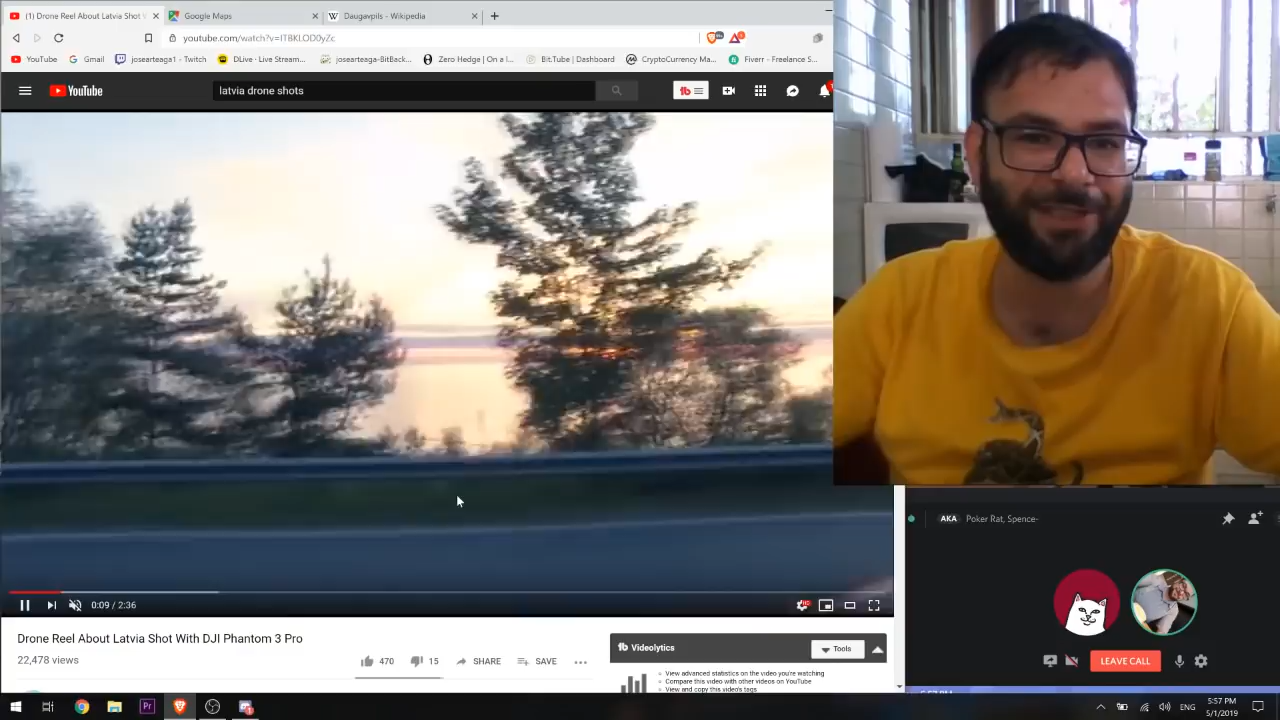 (1) Drone Reel About Latvia Shot W
Google Maps
Daugavpils - Wikipedia
youtube.com/watch?v=ITBKLOD0yZc
YouTube
Gmail
josearteaga1 - Twitch
DLive · Live Stream...
josearteaga-BitBack...
Zero Hedge | On a l...
Bit.Tube | Dashboard
CryptoCurrency Ma...
Fiverr - Freelance S...
YouTube
latvia drone shots
tb
0:09 / 2:36
Drone Reel About Latvia Shot With DJI Phantom 3 Pro
22,478 views
470
15
SHARE
SAVE
tb Videolytics
Tools
View advanced statistics on the video you're watching
Compare this video with other videos on YouTube
View and copy this video's tags
AKA Poker Rat, Spence-
LEAVE CALL
5:57 PM
ENG
5:57 PM
5/1/2019